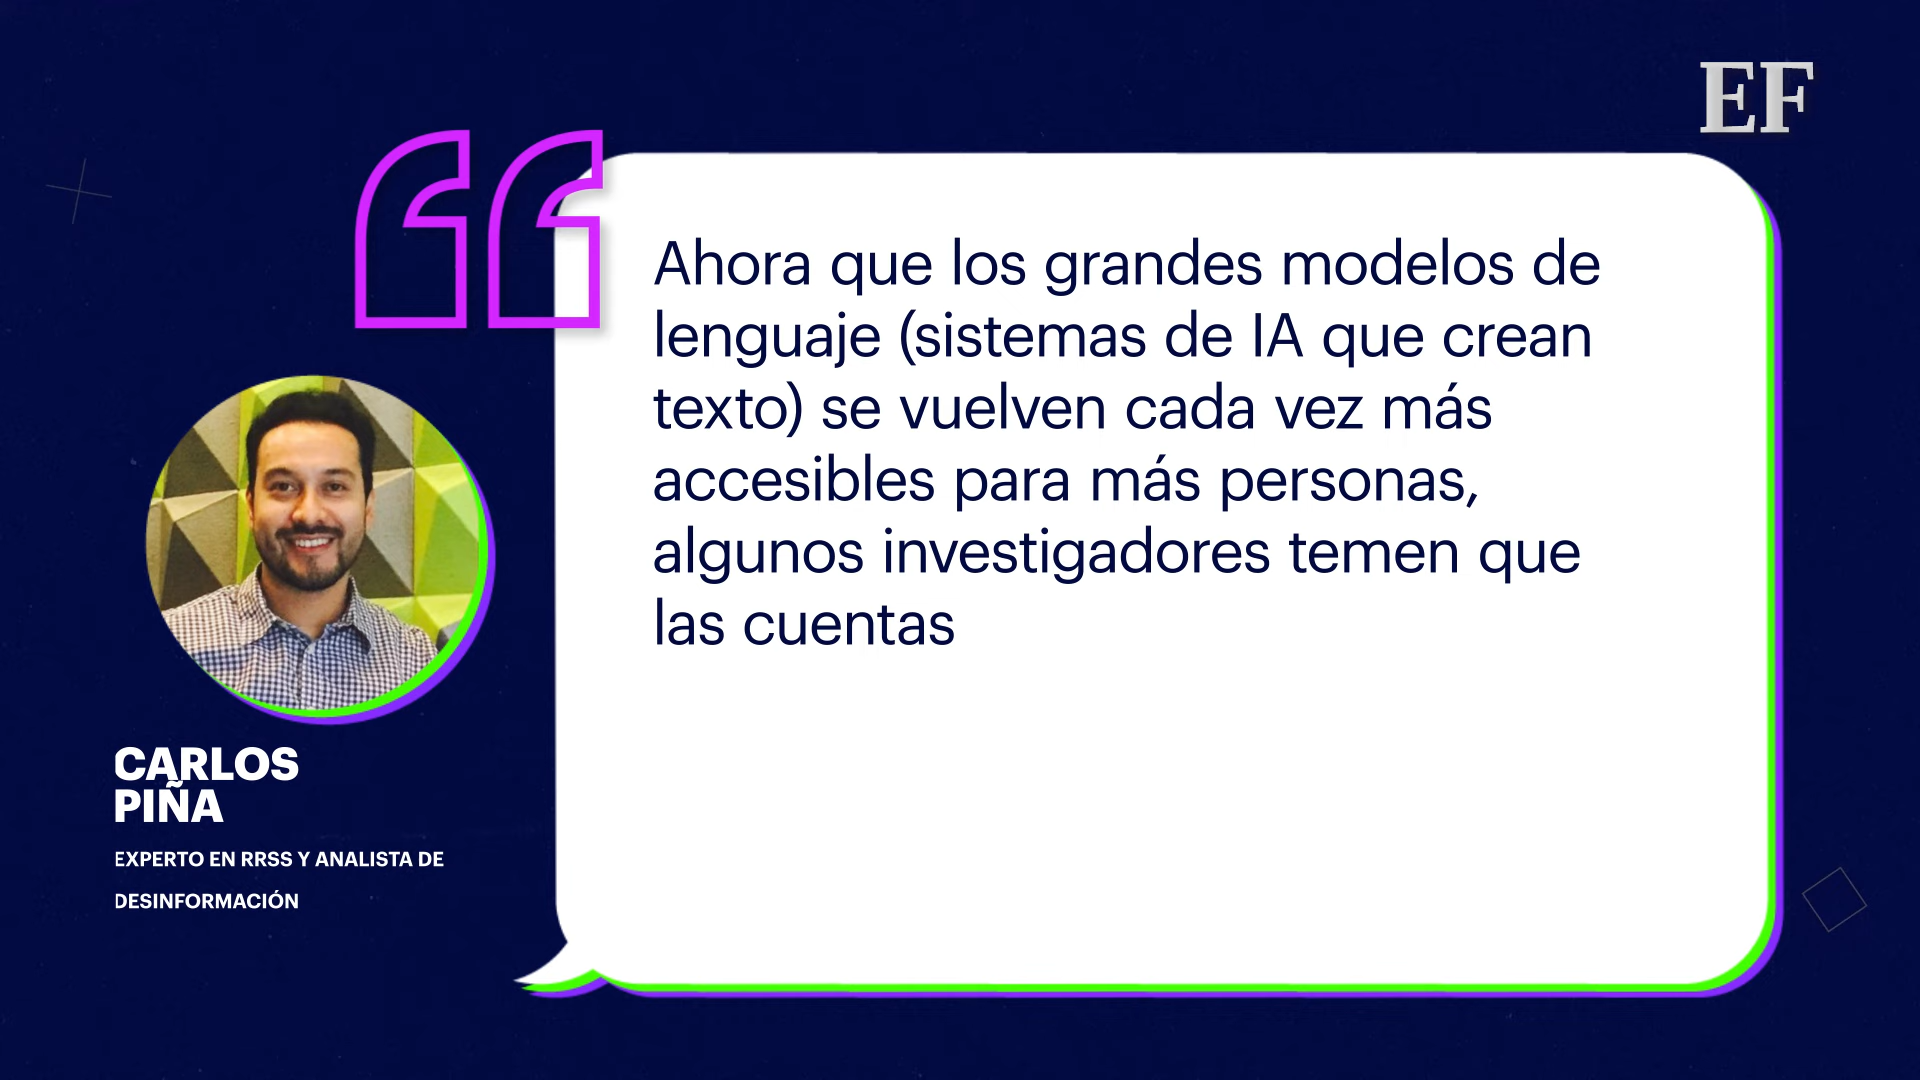 EF
Ahora que los grandes modelos de
lenguaje (sistemas de IA que crean
texto) se vuelven cada vez más
accesibles para más personas,
algunos investigadores temen que
las cuentas
CARLOS
PIÑA
EXPERTO EN RRSS Y ANALISTA DE
DESINFORMACIÓN